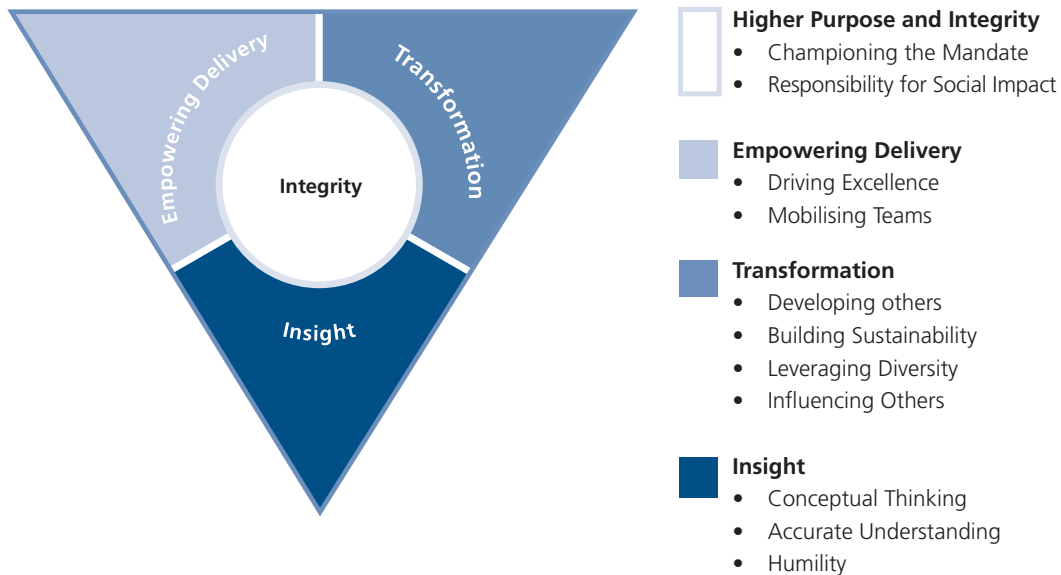 Empowering Delivery
Transformation
Integrity
Insight
Higher Purpose and Integrity
• Championing the Mandate
• Responsibility for Social Impact
Empowering Delivery
• Driving Excellence
• Mobilising Teams
Transformation
• Developing others
• Building Sustainability
• Leveraging Diversity
• Influencing Others
Insight
• Conceptual Thinking
• Accurate Understanding
• Humility